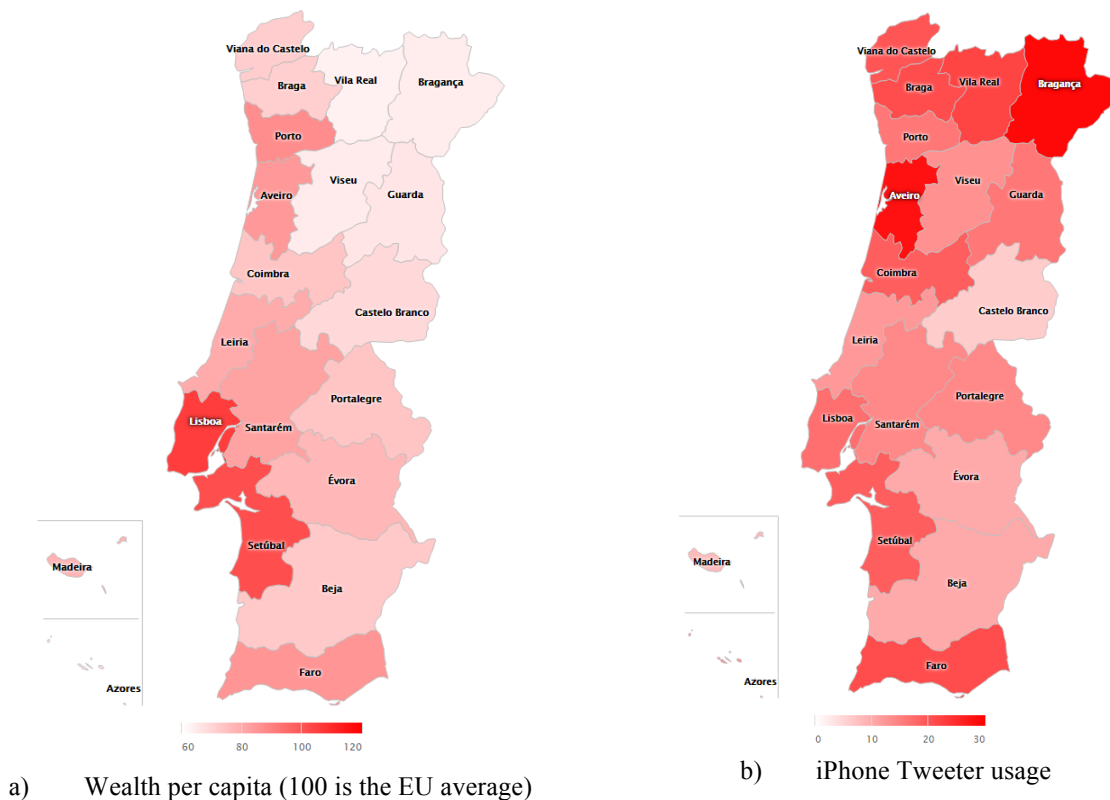 Viana do Castelo
Braga
Vila Real
Bragança
Porto
Aveiro
Viseu
Guarda
Coimbra
Castelo Branco
Leiria
Portalegre
Lisboa
Santarém
Évora
Setúbal
Madeira
Beja
Azores
Faro
60 80 100 120
a) Wealth per capita (100 is the EU average)
Viana do Castelo
Braga
Vila Real
Bragança
Porto
Aveiro
Viseu
Guarda
Coimbra
Castelo Branco
Leiria
Portalegre
Lisboa
Santarém
Évora
Setúbal
Madeira
Beja
Azores
Faro
0 10 20 30
b) iPhone Tweeter usage